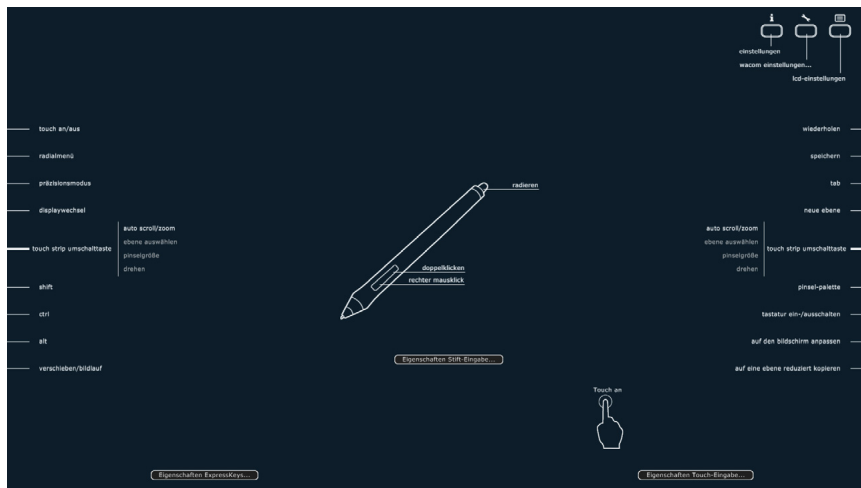 einstellungen
wacom einstellungen...
lcd-einstellungen
touch an/aus
radialmenü
präzisionsmodus
displaywechsel
touch strip umschalttaste
auto scroll/zoom
ebene auswählen
pinselgröße
drehen
shift
ctrl
alt
verschieben/bildlauf
radieren
doppelklicken
rechter mausklick
Eigenschaften Stift-Eingabe...
wiederholen
speichern
tab
neue ebene
auto scroll/zoom
ebene auswählen
pinselgröße
drehen
touch strip umschalttaste
pinsel-palette
tastatur ein-/ausschalten
auf den bildschirm anpassen
auf eine ebene reduziert kopieren
Touch an
Eigenschaften ExpressKeys...
Eigenschaften Touch-Eingabe...